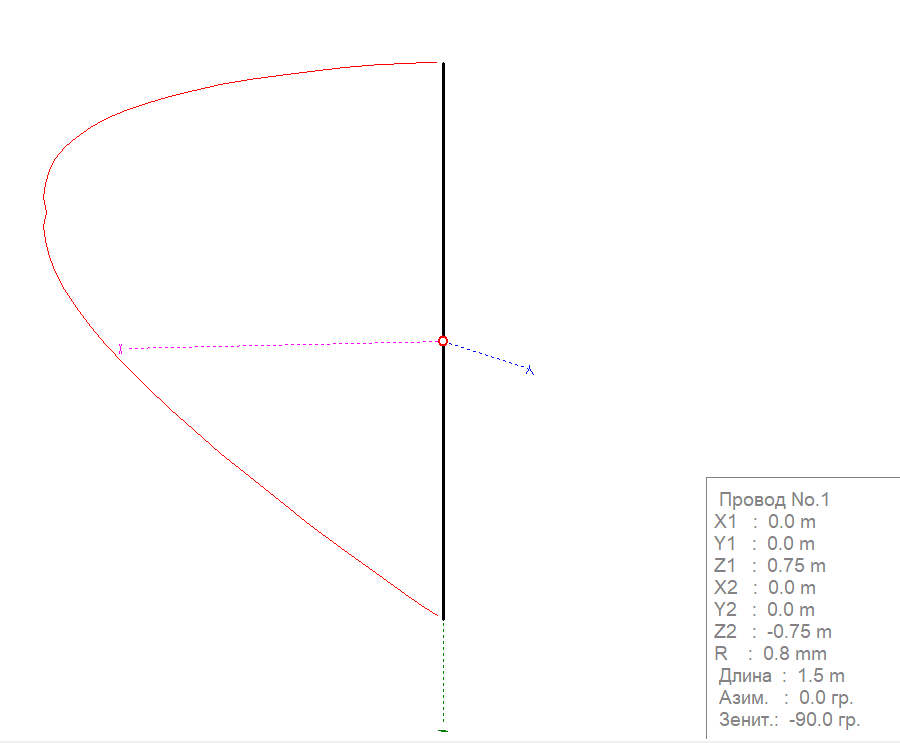 X
Y
Провод No.1
X1 : 0.0 m
Y1 : 0.0 m
Z1 : 0.75 m
X2 : 0.0 m
Y2 : 0.0 m
Z2 : -0.75 m
R : 0.8 mm
Длина : 1.5 m
Азим. : 0.0 гр.
Зенит.: -90.0 гр.